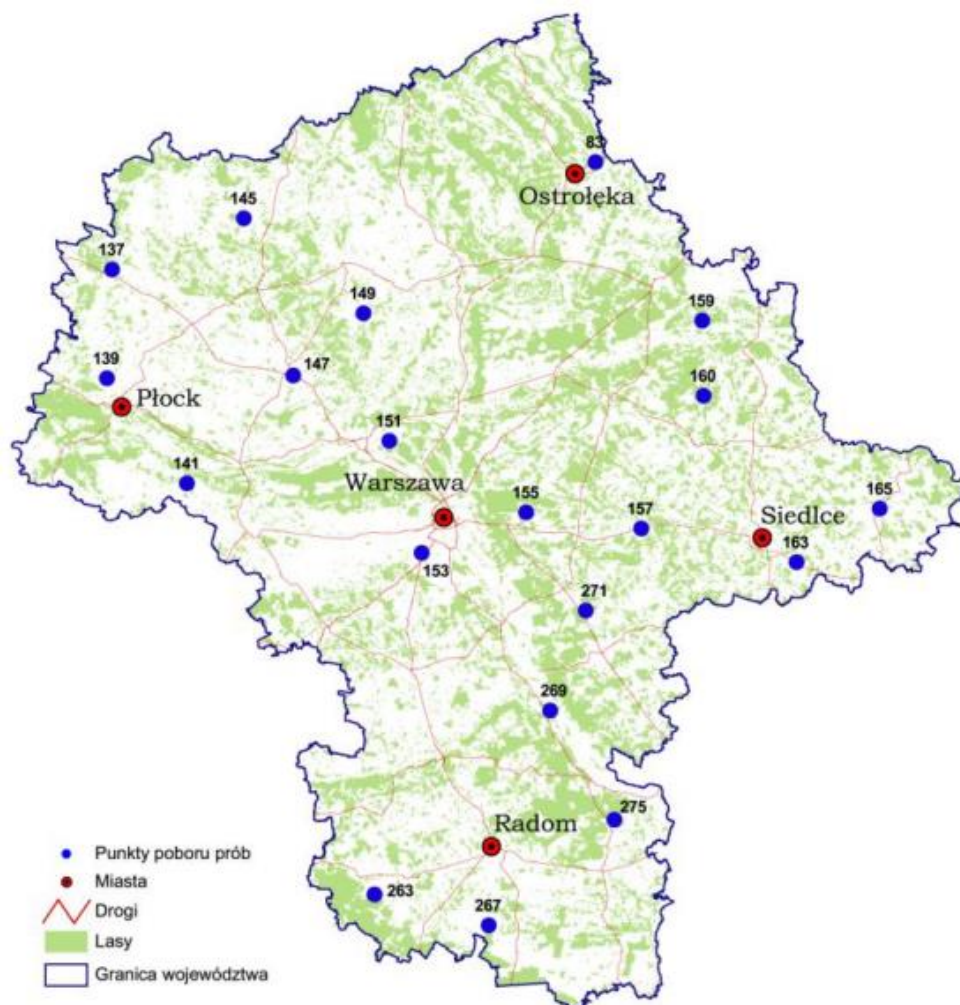 83
Ostrołęka
145
137
149
159
139
147
160
Płock
151
141
Warszawa
155
157
165
Siedlce
163
153
271
269
275
Radom
263
267
Punkty poboru prób
Miasta
Drogi
Lasy
Granica województwa